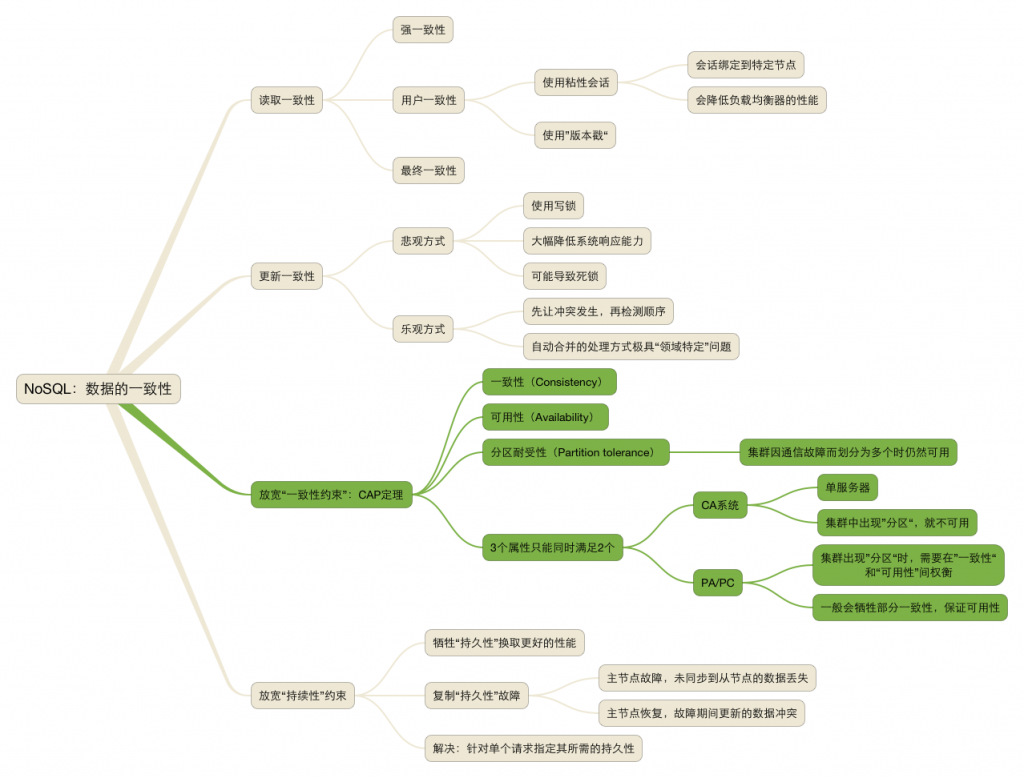 NoSQL：数据的一致性
读取一致性
强一致性
用户一致性
使用粘性会话
会话绑定到特定节点
会降低负载均衡器的性能
使用”版本戳“
最终一致性
更新一致性
悲观方式
使用写锁
大幅降低系统响应能力
可能导致死锁
乐观方式
先让冲突发生，再检测顺序
自动合并的处理方式极具“领域特定”问题
放宽“一致性约束”：CAP定理
一致性（Consistency）
可用性（Availability）
分区耐受性（Partition tolerance）
集群因通信故障而划分为多个时仍然可用
3个属性只能同时满足2个
CA系统
单服务器
集群中出现”分区“，就不可用
PA/PC
集群出现”分区“时，需要在”一致性“
和“可用性”间权衡
一般会牺牲部分一致性，保证可用性
放宽“持续性”约束
牺牲“持久性”换取更好的性能
复制“持久性”故障
主节点故障，未同步到从节点的数据丢失
主节点恢复，故障期间更新的数据冲突
解决：针对单个请求指定其所需的持久性